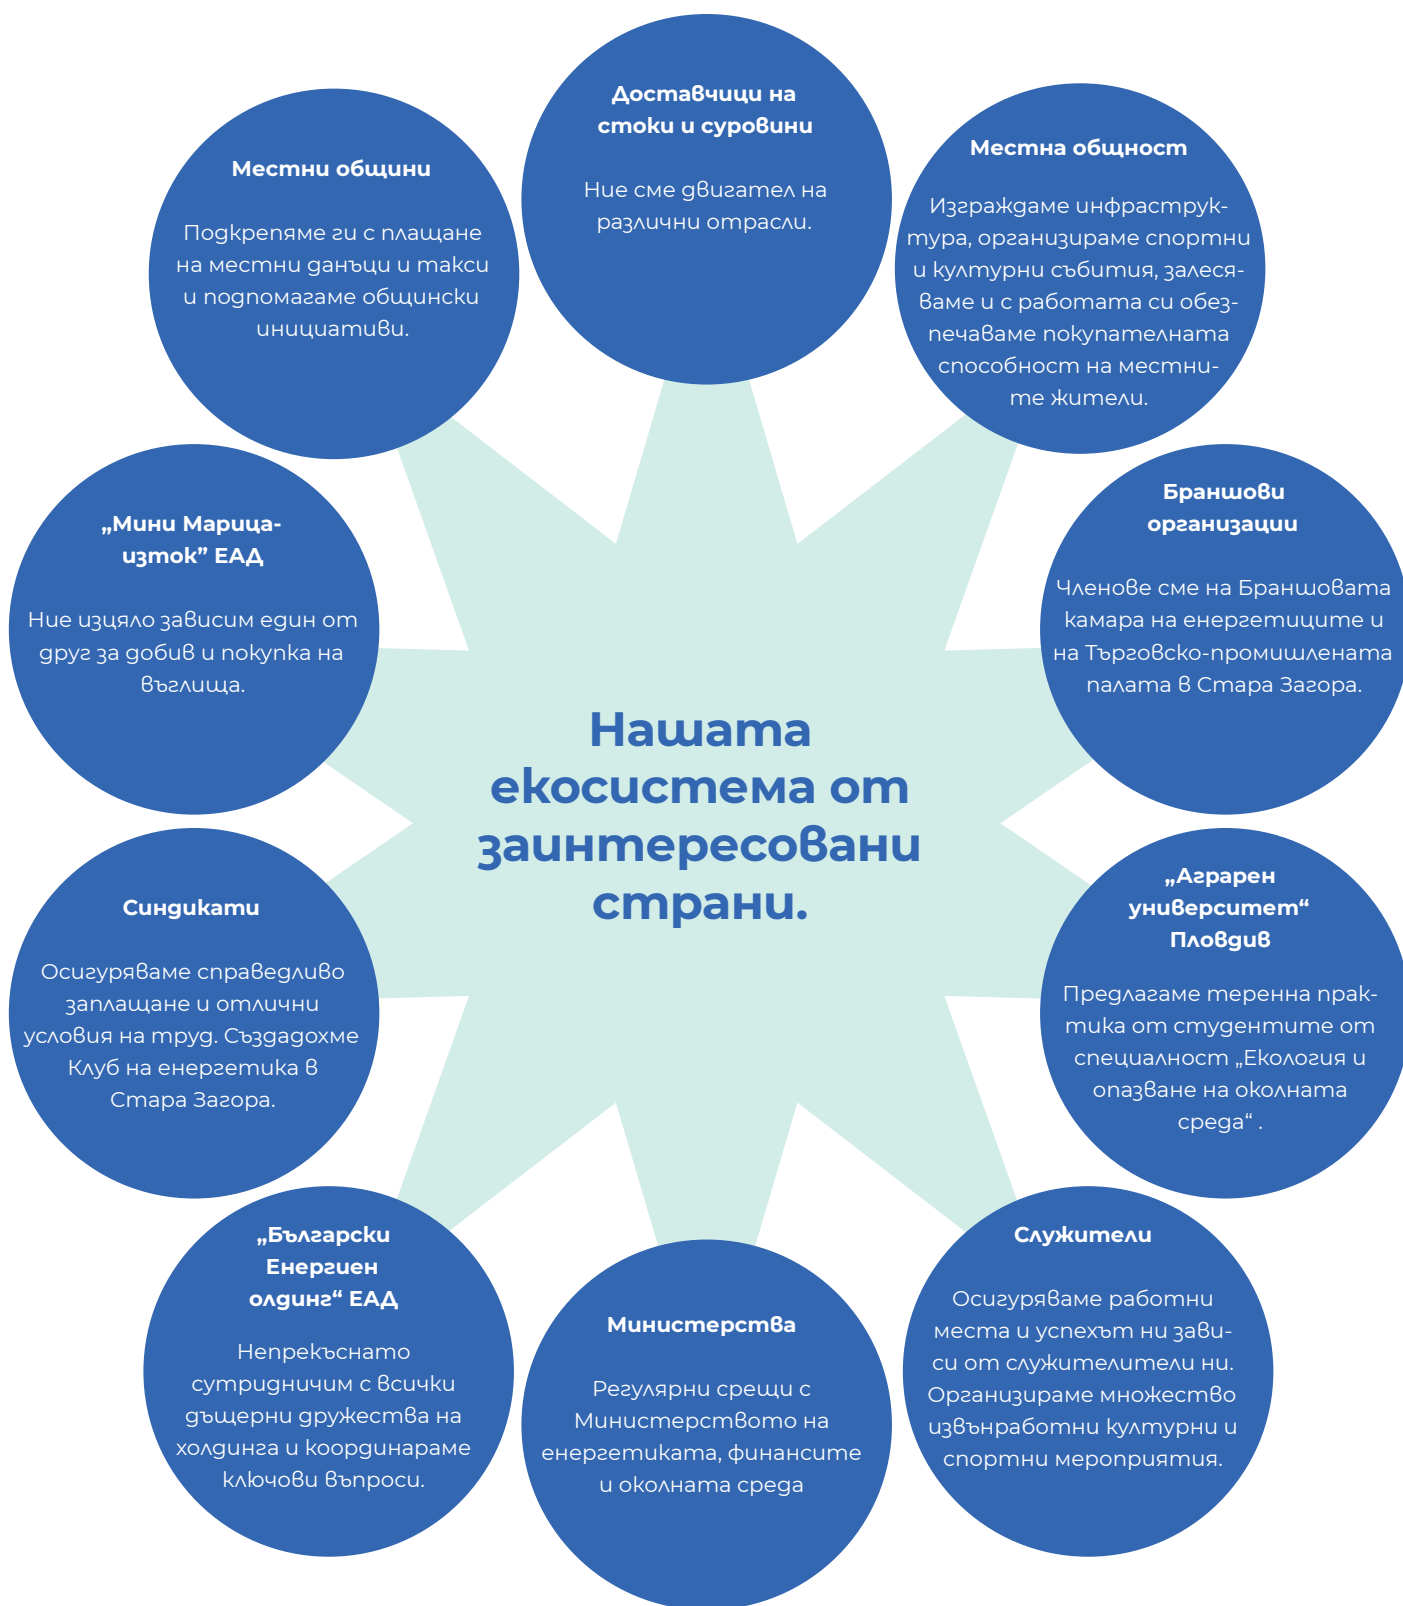 Доставчици на
стоки и суровини
Ние сме двигател на
различни отрасли.
Местна общност
Изграждаме инфраструк-
тура, организираме спортни
и културни събития, залеся-
ваме и с работата си обез-
печаваме покупателната
способност на местни-
те жители.
Браншови
организации
Членове сме на Браншовата
камара на енергетиците и
на Търговско-промишлената
палата в Стара Загора.
„Аграрен
университет“
Пловдив
Предлагаме теренна прак-
тика от студентите от
специалност „Екология и
опазване на околната
среда“ .
Служители
Осигуряваме работни
места и успехът ни зави-
си от служителители ни.
Организираме множество
извънработни културни и
спортни мероприятия.
Министерства
Регулярни срещи с
Министерството на
енергетиката, финансите
и околната среда
„Български
Енергиен
олдинг“ ЕАД
Непрекъснато
сутридничим с всички
дъщерни дружества на
холдинга и координараме
ключови въпроси.
Синдикати
Осигуряваме справедливо
заплащане и отлични
условия на труд. Създадохме
Клуб на енергетика в
Стара Загора.
„Мини Марица-
изток” ЕАД
Ние изцяло зависим един от
друг за добив и покупка на
въглища.
Местни общини
Подкрепяме ги с плащане
на местни данъци и такси
и подпомагаме общински
инициативи.
Нашата
екосистема от
заинтересовани
страни.